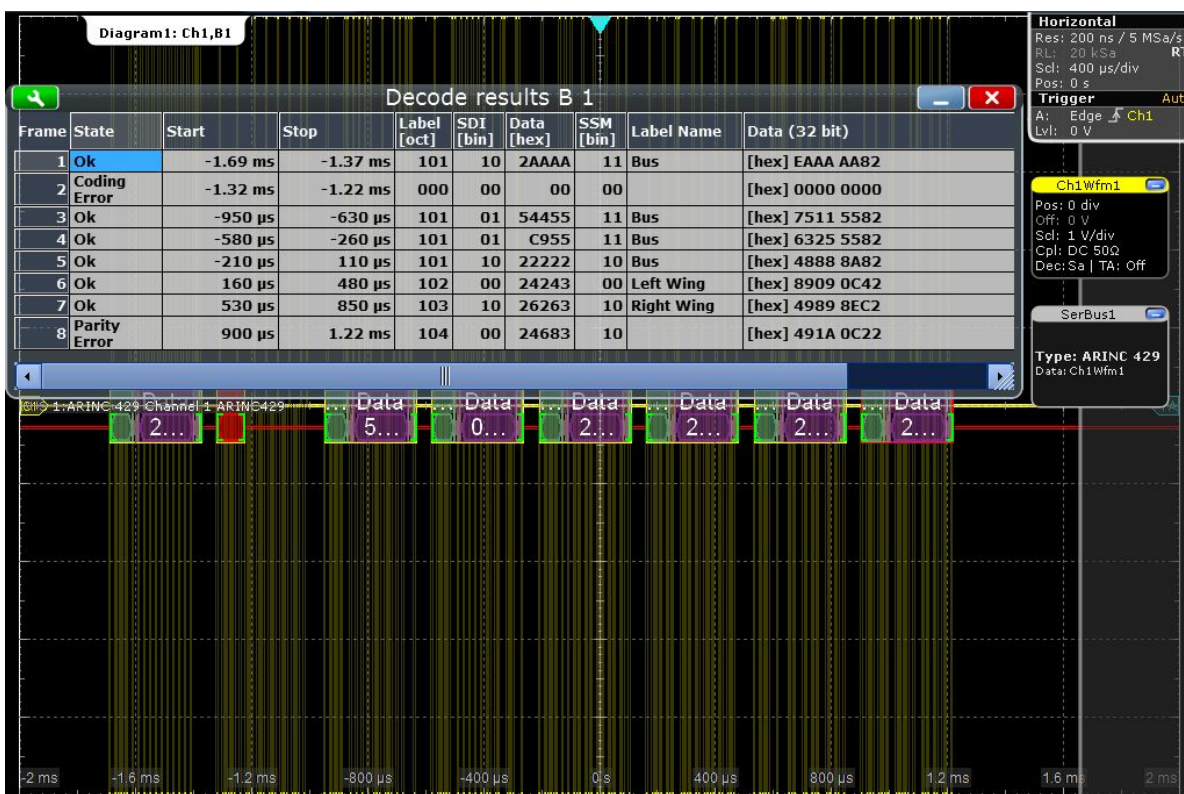 Diagram1: Ch1,B1
Horizontal
Res: 200 ns / 5 MSa/s
RL: 20 kSa RT
Scl: 400 µs/div
Pos: 0 s
Trigger Aut
A: Edge Ch1
Lvl: 0 V
Decode results B 1
Frame State Start Stop Label [oct] SDI [bin] Data [hex] SSM [bin] Label Name Data (32 bit)
1 Ok -1.69 ms -1.37 ms 101 10 2AAAA 11 Bus [hex] EAAA AA82
2 Coding Error -1.32 ms -1.22 ms 000 00 00 00 [hex] 0000 0000
3 Ok -950 µs -630 µs 101 01 54455 11 Bus [hex] 7511 5582
4 Ok -580 µs -260 µs 101 01 C955 11 Bus [hex] 6325 5582
5 Ok -210 µs 110 µs 101 10 22222 10 Bus [hex] 4888 8A82
6 Ok 160 µs 480 µs 102 00 24243 00 Left Wing [hex] 8909 0C42
7 Ok 530 µs 850 µs 103 10 26263 10 Right Wing [hex] 4989 8EC2
8 Parity Error 900 µs 1.22 ms 104 00 24683 10 [hex] 491A 0C22
Ch1Wfm1
Pos: 0 div
Off: 0 V
Scl: 1 V/div
Cpl: DC 50Ω
Dec: Sa | TA: Off
SerBus1
Type: ARINC 429
Data: Ch1Wfm1
1:ARINC 429 Channel 1 ARINC429
Data ... Data ... Data ... Data ... Data ... Data ... Data
2... 5... 0... 2... 2... 2... 2...
-2 ms -1.6 ms -1.2 ms -800 µs -400 µs 0 s 400 µs 800 µs 1.2 ms 1.6 ms 2 ms